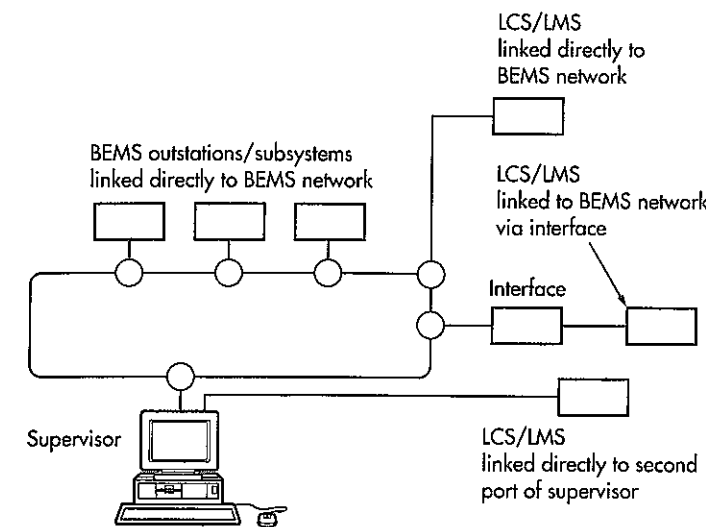 LCS/LMS
linked directly to
BEMS network
BEMS outstations/subsystems
linked directly to BEMS network
LCS/LMS
linked to BEMS network
via interface
Interface
Supervisor
LCS/LMS
linked directly to second
port of supervisor